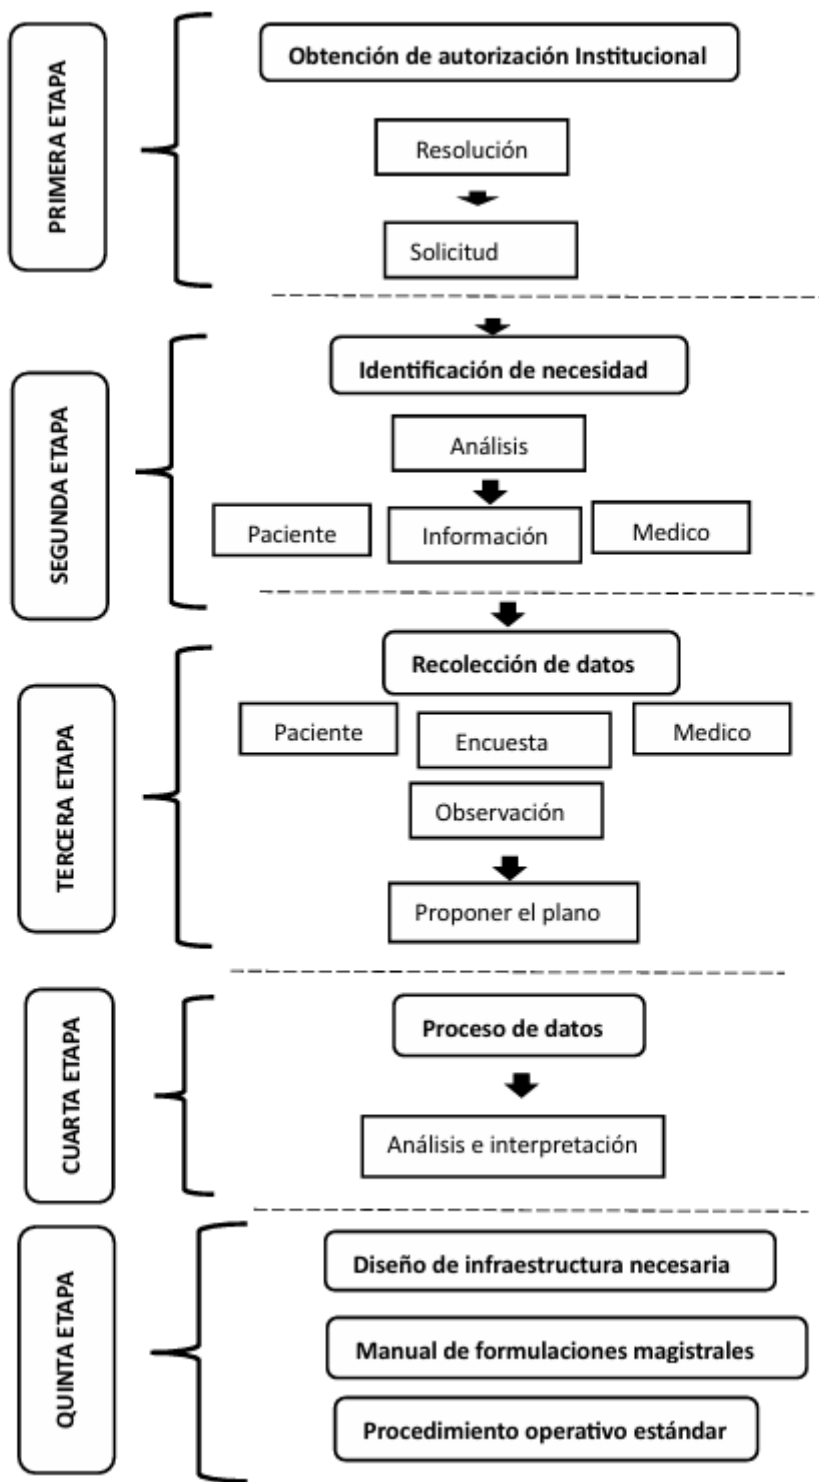 PRIMERA ETAPA
Obtención de autorización Institucional
Resolución
Solicitud
SEGUNDA ETAPA
Identificación de necesidad
Análisis
Paciente
Información
Medico
TERCERA ETAPA
Recolección de datos
Paciente
Encuesta
Medico
Observación
Proponer el plano
CUARTA ETAPA
Proceso de datos
Análisis e interpretación
QUINTA ETAPA
Diseño de infraestructura necesaria
Manual de formulaciones magistrales
Procedimiento operativo estándar